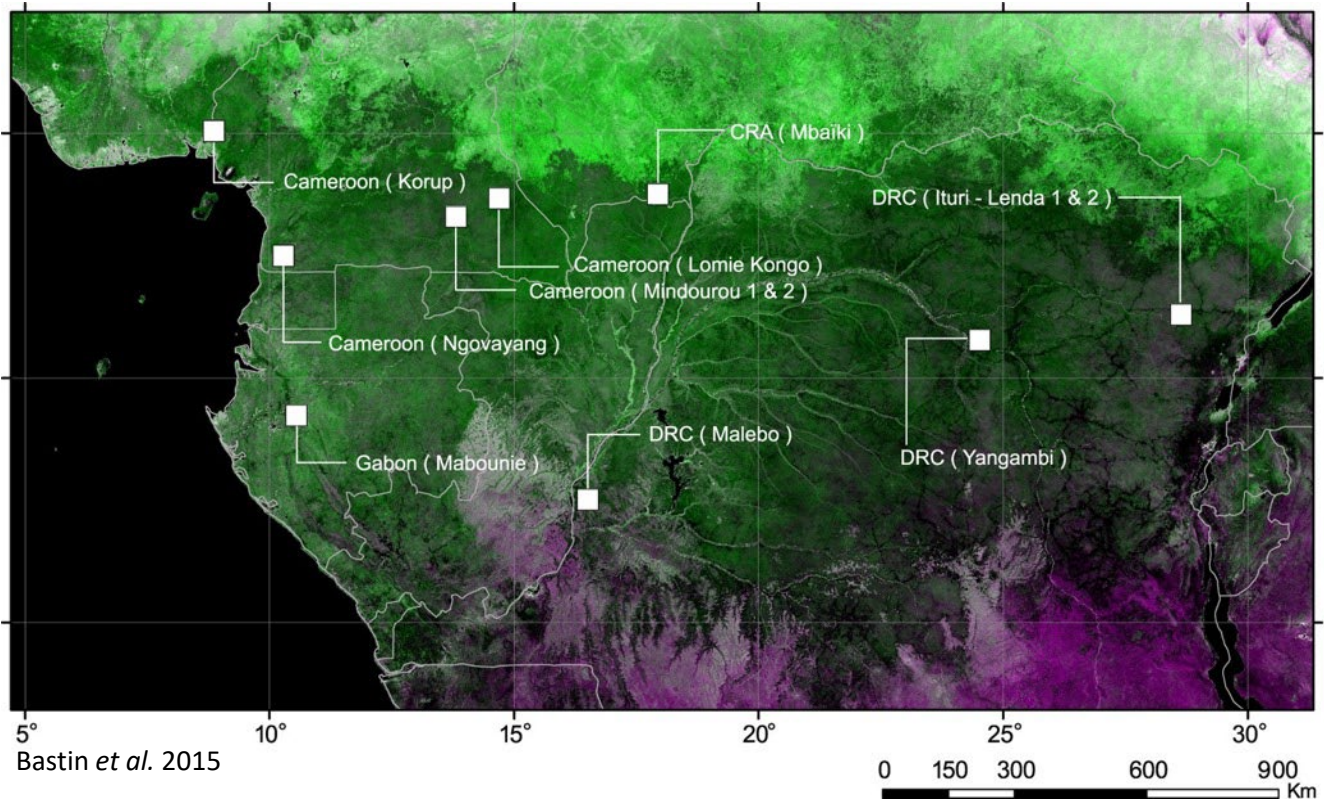 CRA ( Mbaïki )
Cameroon ( Korup )
DRC ( Ituri - Lenda 1 & 2 )
Cameroon ( Lomie Kongo )
Cameroon ( Mindourou 1 & 2 )
Cameroon ( Ngovayang )
DRC ( Malebo )
DRC ( Yangambi )
Gabon ( Mabounie )
5° 10° 15° 20° 25° 30°
Bastin et al. 2015
0 150 300 600 900
Km